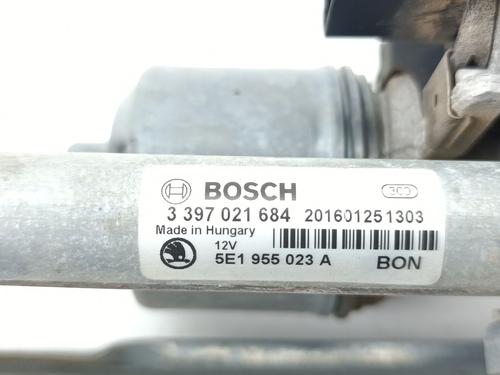 BOSCH
3 397 021 684 201601251303
Made in Hungary
12V
5E1 955 023 A BON